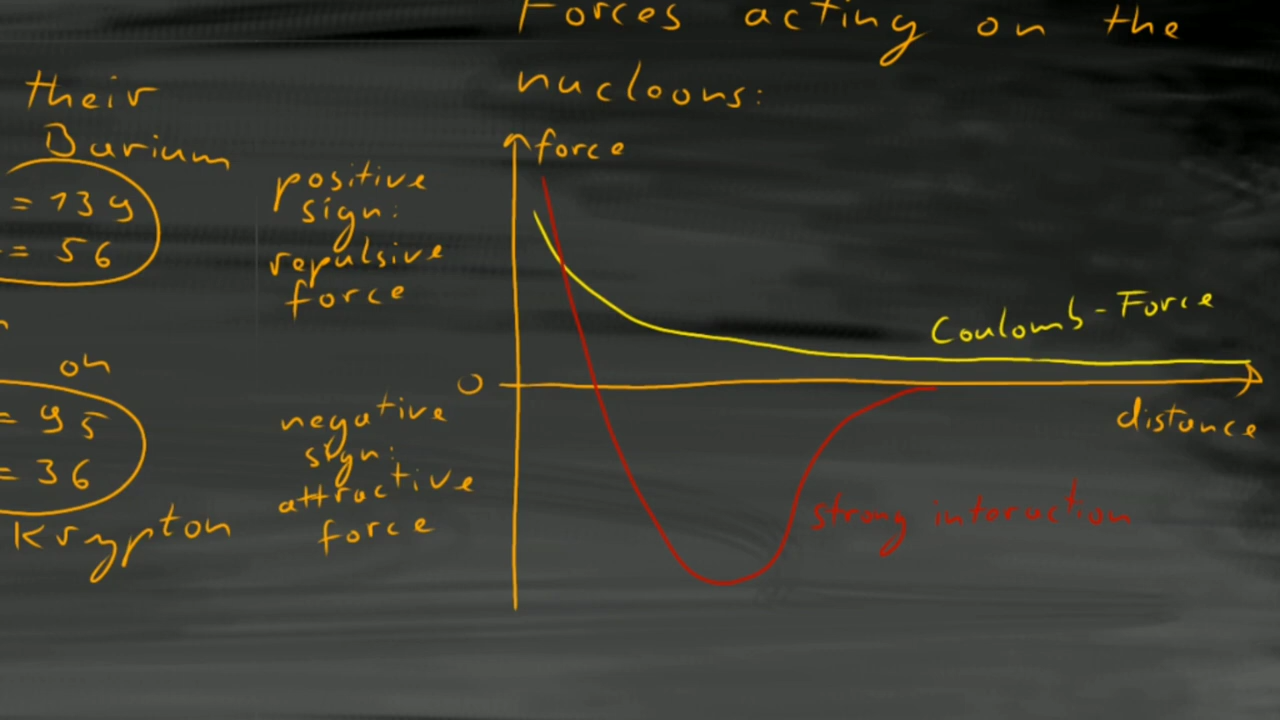 Forces acting on the
nucloons:
their
Barium
= 139
= 56
on
= 95
= 36
Krypton
positive
sign:
repulsive
force
negative
sign:
attractive
force
force
0
Coulomb-Force
distance
strong interaction